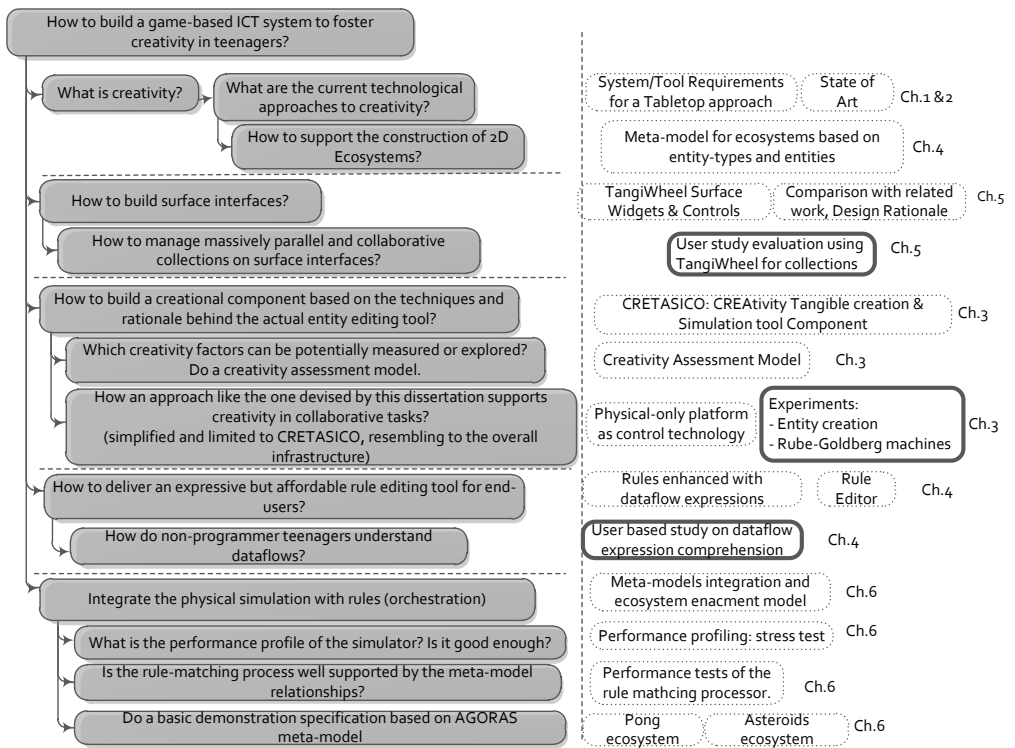 How to build a game-based ICT system to foster
creativity in teenagers?
What is creativity?
What are the current technological
approaches to creativity?
How to support the construction of 2D
Ecosystems?
System/Tool Requirements
for a Tabletop approach
State of
Art
Ch.1 &2
Meta-model for ecosystems based on
entity-types and entities
Ch.4
How to build surface interfaces?
TangiWheel Surface
Widgets & Controls
Comparison with related
work, Design Rationale
Ch.5
How to manage massively parallel and collaborative
collections on surface interfaces?
User study evaluation using
TangiWheel for collections
Ch.5
How to build a creational component based on the techniques and
rationale behind the actual entity editing tool?
CRETASICO: CREAtivity Tangible creation &
Simulation tool Component
Ch.3
Which creativity factors can be potentially measured or explored?
Do a creativity assessment model.
Creativity Assessment Model
Ch.3
How an approach like the one devised by this dissertation supports
creativity in collaborative tasks?
(simplified and limited to CRETASICO, resembling to the overall
infrastructure)
Physical-only platform
as control technology
Experiments:
- Entity creation
- Rube-Goldberg machines
Ch.3
How to deliver an expressive but affordable rule editing tool for end-
users?
Rules enhanced with
dataflow expressions
Rule
Editor
Ch.4
How do non-programmer teenagers understand
dataflows?
User based study on dataflow
expression comprehension
Ch.4
Integrate the physical simulation with rules (orchestration)
Meta-models integration and
ecosystem enacment model
Ch.6
What is the performance profile of the simulator? Is it good enough?
Performance profiling: stress test
Ch.6
Is the rule-matching process well supported by the meta-model
relationships?
Performance tests of the
rule mathcing processor.
Ch.6
Do a basic demonstration specification based on AGORAS
meta-model
Pong
ecosystem
Asteroids
ecosystem
Ch.6